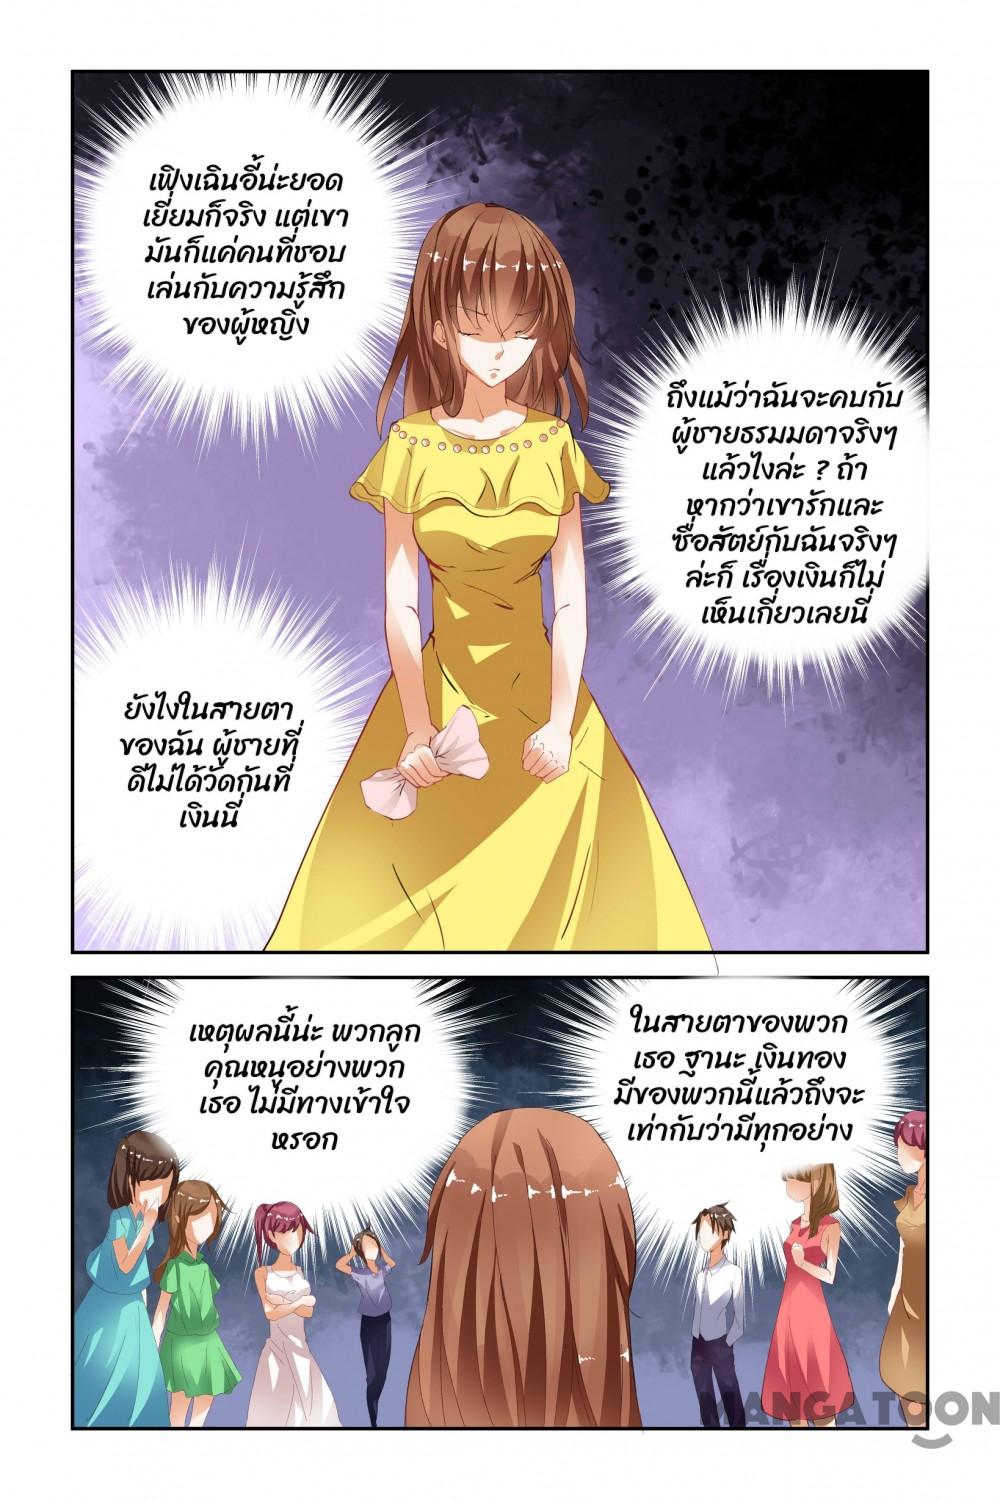 เฟิงเฉินอี้น่ะยอด
เยี่ยมก็จริง แต่เขา
มันก็แค่คนที่ชอบ
เล่นกับความรู้สึก
ของผู้หญิง
ถึงแม้ว่าฉันจะคบกับ
ผู้ชายธรมมดาจริงๆ
แล้วไงล่ะ ? ถ้า
หากว่าเขารักและ
ซื่อสัตย์กับฉันจริงๆ
ล่ะก็ เรื่องเงินก็ไม่
เห็นเกี่ยวเลยนี่
ยังไงในสายตา
ของฉัน ผู้ชายที่
ดีไม่ได้วัดกันที่
เงินนี่
เหตุผลนี้น่ะ พวกลูก
คุณหนูอย่างพวก
เธอ ไม่มีทางเข้าใจ
หรอก
ในสายตาของพวก
เธอ ฐานะ เงินทอง
มีของพวกนี้แล้วถึงจะ
เท่ากับว่ามีทุกอย่าง
MANGA TOON